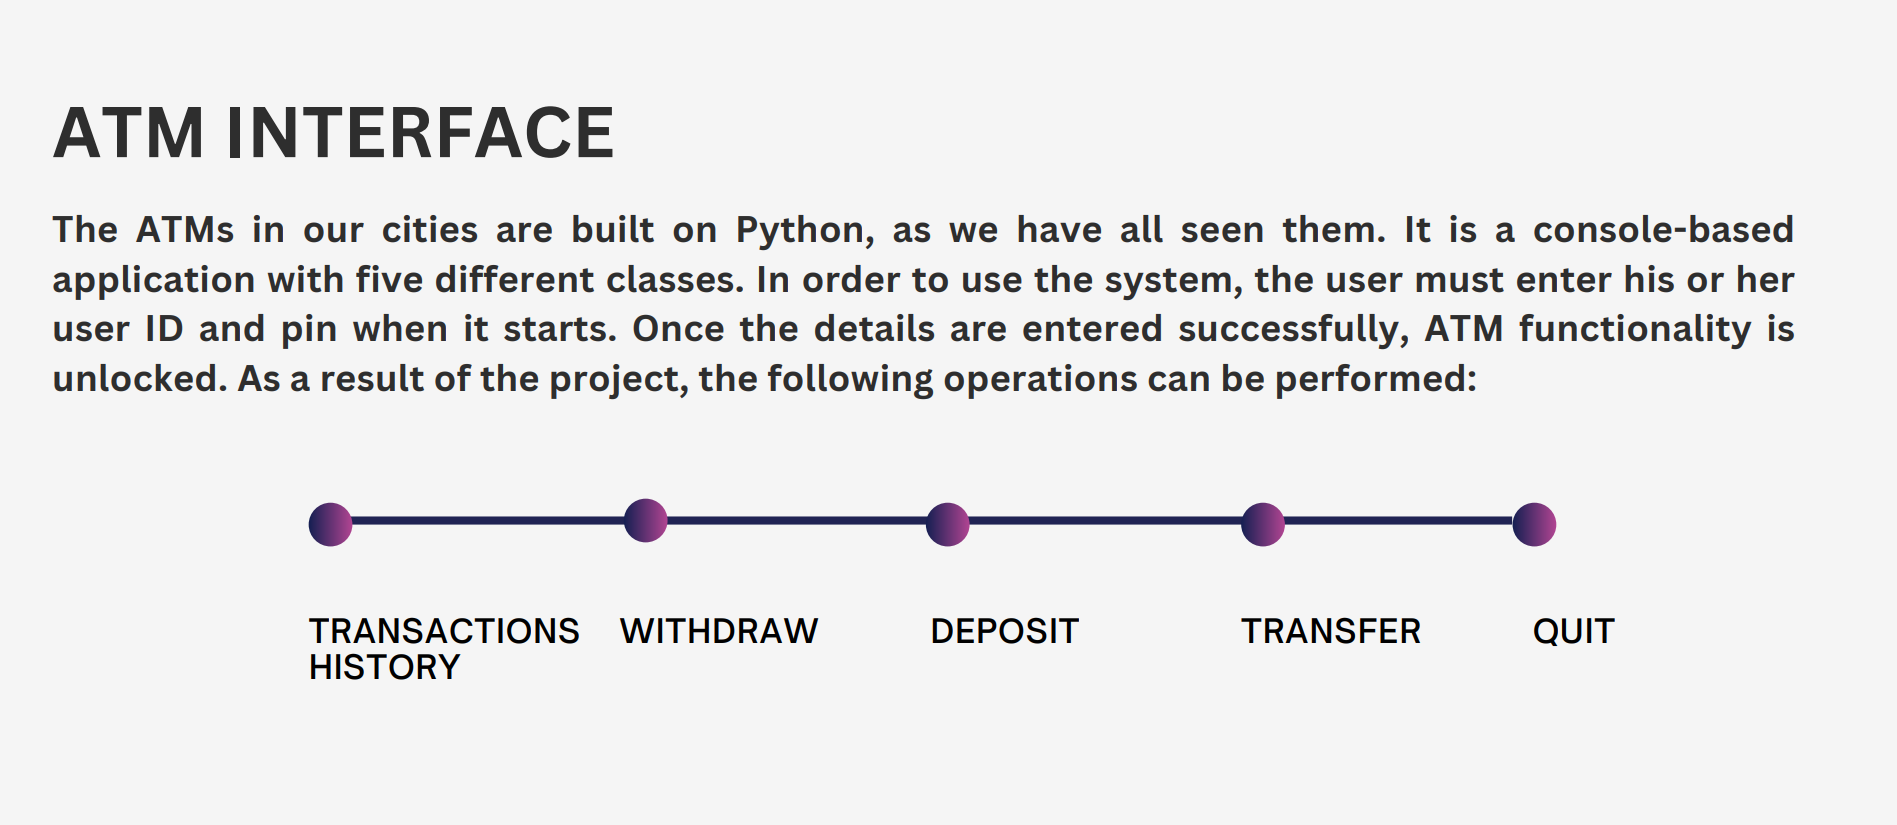 ATM INTERFACE
The ATMs in our cities are built on Python, as we have all seen them. It is a console-based
application with five different classes. In order to use the system, the user must enter his or her
user ID and pin when it starts. Once the details are entered successfully, ATM functionality is
unlocked. As a result of the project, the following operations can be performed:
TRANSACTIONS
HISTORY
WITHDRAW
DEPOSIT
TRANSFER
QUIT